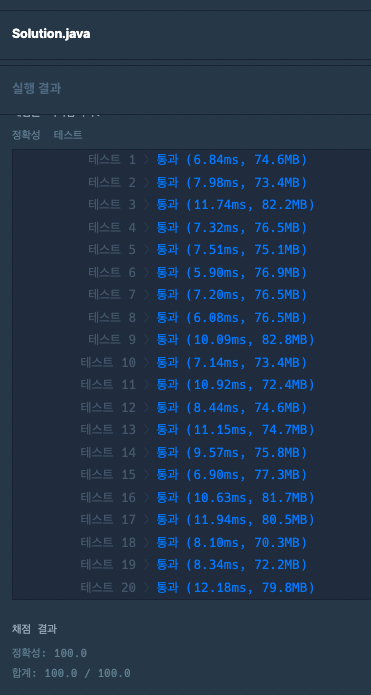 Solution.java
실행 결과
정확성 테스트
테스트 1 〉 통과 (6.84ms, 74.6MB)
테스트 2 〉 통과 (7.98ms, 73.4MB)
테스트 3 〉 통과 (11.74ms, 82.2MB)
테스트 4 〉 통과 (7.32ms, 76.5MB)
테스트 5 〉 통과 (7.51ms, 75.1MB)
테스트 6 〉 통과 (5.90ms, 76.9MB)
테스트 7 〉 통과 (7.20ms, 76.5MB)
테스트 8 〉 통과 (6.08ms, 76.5MB)
테스트 9 〉 통과 (10.09ms, 82.8MB)
테스트 10 〉 통과 (7.14ms, 73.4MB)
테스트 11 〉 통과 (10.92ms, 72.4MB)
테스트 12 〉 통과 (8.44ms, 74.6MB)
테스트 13 〉 통과 (11.15ms, 74.7MB)
테스트 14 〉 통과 (9.57ms, 75.8MB)
테스트 15 〉 통과 (6.90ms, 77.3MB)
테스트 16 〉 통과 (10.63ms, 81.7MB)
테스트 17 〉 통과 (11.94ms, 80.5MB)
테스트 18 〉 통과 (8.10ms, 70.3MB)
테스트 19 〉 통과 (8.34ms, 72.2MB)
테스트 20 〉 통과 (12.18ms, 79.8MB)
채점 결과
정확성: 100.0
합계: 100.0 / 100.0